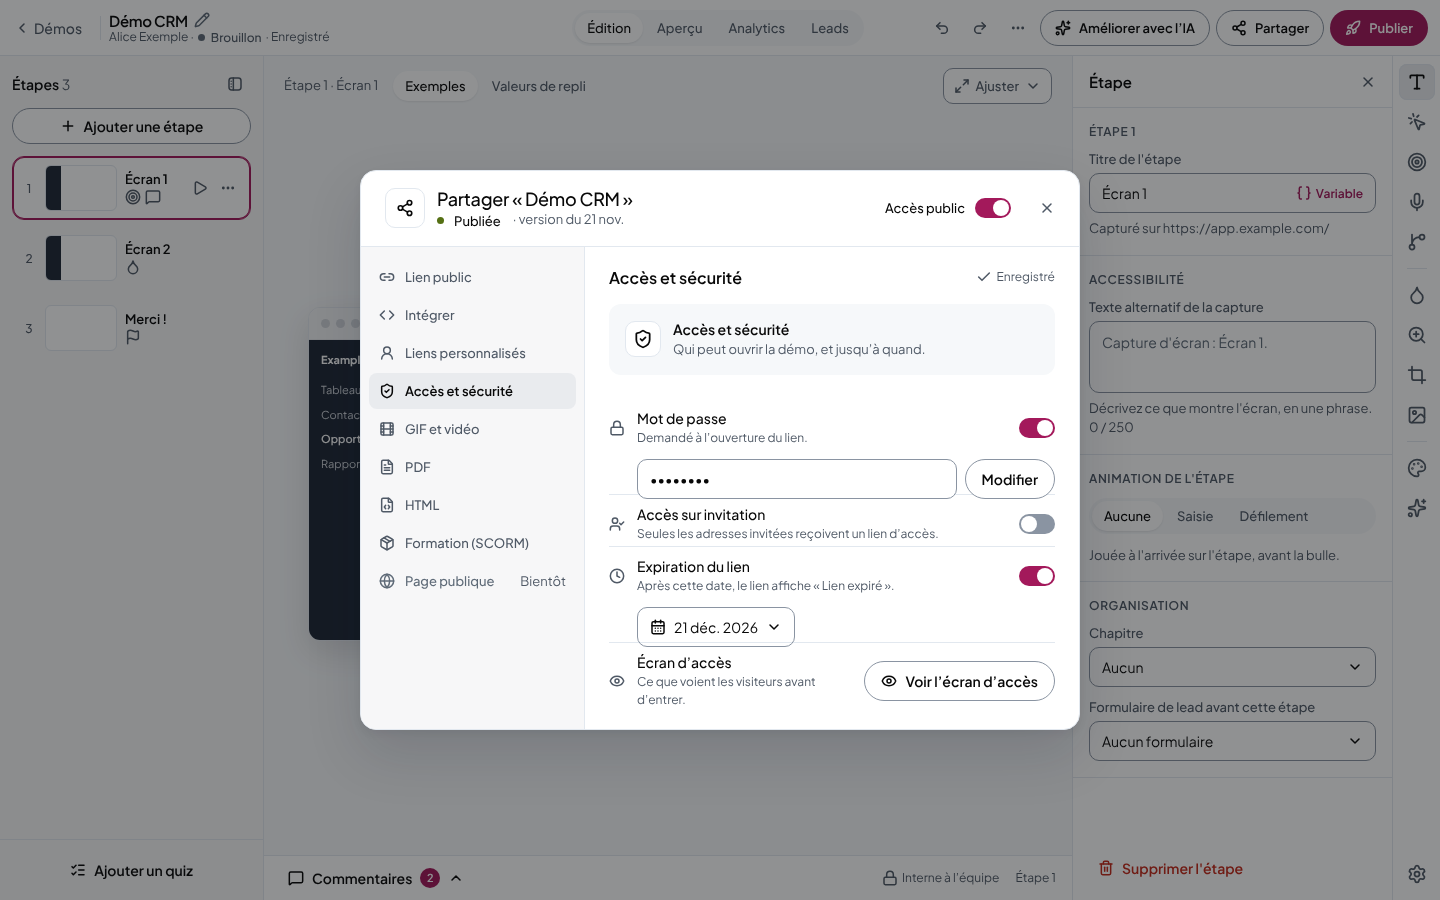 Démos
Démo CRM
Alice Exemple · Brouillon · Enregistré
Édition
Aperçu
Analytics
Leads
Améliorer avec l'IA
Partager
Publier
Étapes 3
Ajouter une étape
1
Écran 1
2
Écran 2
3
Merci !
Ajouter un quiz
Étape 1 · Écran 1
Exemples
Valeurs de repli
Ajuster
Partager « Démo CRM »
Publiée · version du 21 nov.
Accès public
Lien public
Intégrer
Liens personnalisés
Accès et sécurité
GIF et vidéo
PDF
HTML
Formation (SCORM)
Page publique Bientôt
Accès et sécurité
Enregistré
Accès et sécurité
Qui peut ouvrir la démo, et jusqu'à quand.
Mot de passe
Demandé à l'ouverture du lien.
••••••••
Modifier
Accès sur invitation
Seules les adresses invitées reçoivent un lien d'accès.
Expiration du lien
Après cette date, le lien affiche « Lien expiré ».
21 déc. 2026
Écran d'accès
Ce que voient les visiteurs avant
d'entrer.
Voir l'écran d'accès
Commentaires 2
Interne à l'équipe
Étape 1
Étape
ÉTAPE 1
Titre de l'étape
Écran 1
{ } Variable
Capturé sur https://app.example.com/
ACCESSIBILITÉ
Texte alternatif de la capture
Capture d'écran : Écran 1.
Décrivez ce que montre l'écran, en une phrase.
0 / 250
ANIMATION DE L'ÉTAPE
Aucune
Saisie
Défilement
Jouée à l'arrivée sur l'étape, avant la bulle.
ORGANISATION
Chapitre
Aucun
Formulaire de lead avant cette étape
Aucun formulaire
Supprimer l'étape